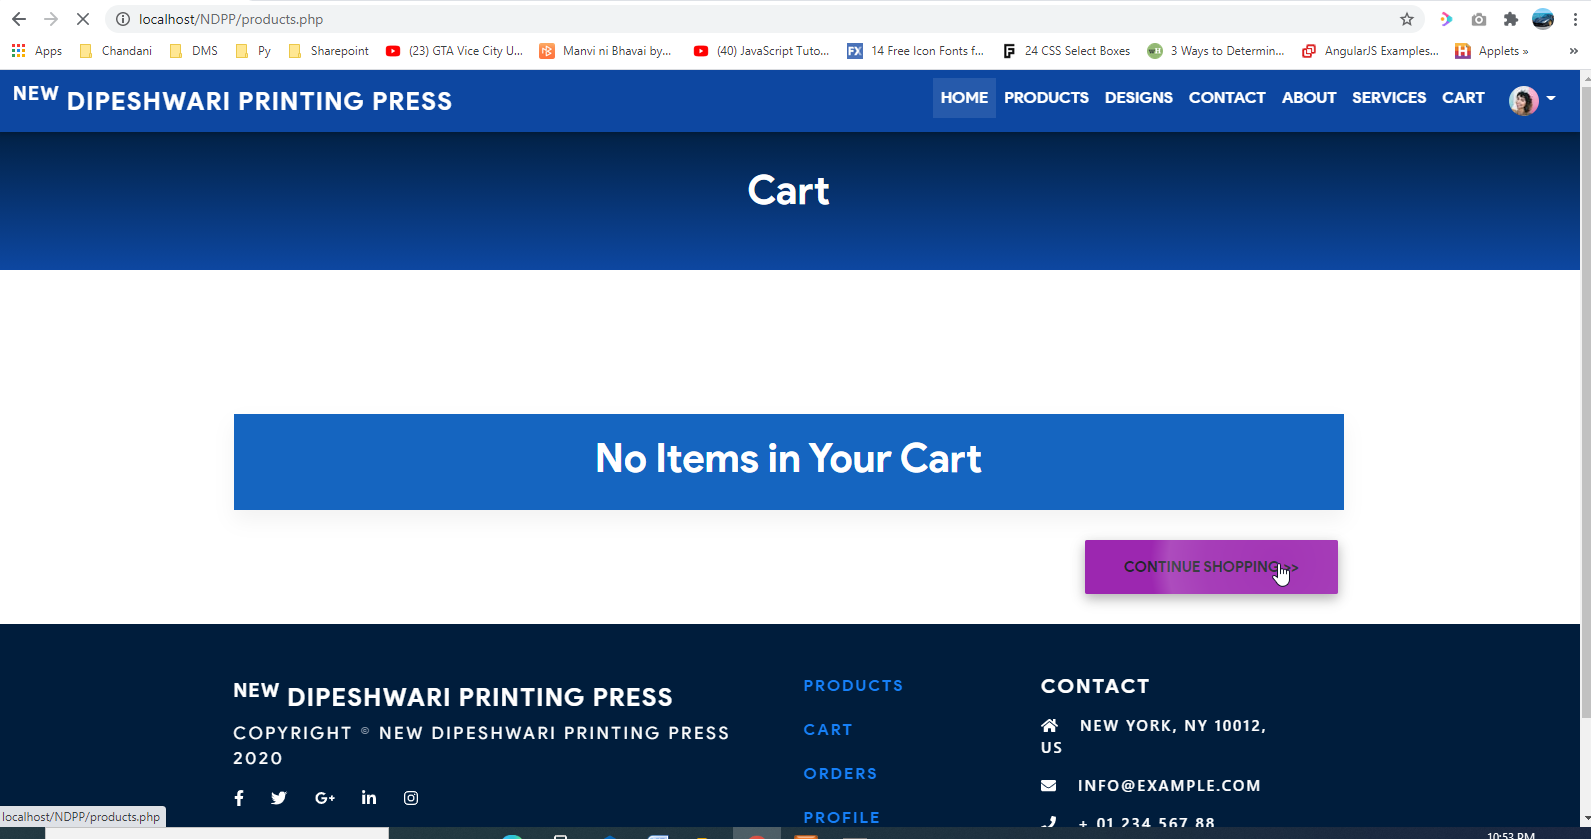 localhost/NDPP/products.php
Apps Chandani DMS Py Sharepoint (23) GTA Vice City U... Manvi ni Bhavai by... (40) JavaScript Tuto... FX 14 Free Icon Fonts f... 24 CSS Select Boxes 3 Ways to Determin... AngularJS Examples... Applets » »
NEW DIPESHWARI PRINTING PRESS HOME PRODUCTS DESIGNS CONTACT ABOUT SERVICES CART
Cart
No Items in Your Cart
CONTINUE SHOPPING >>
NEW DIPESHWARI PRINTING PRESS
COPYRIGHT © NEW DIPESHWARI PRINTING PRESS
2020
PRODUCTS
CART
ORDERS
PROFILE
CONTACT
NEW YORK, NY 10012,
US
INFO@EXAMPLE.COM
+ 01 234 567 88
localhost/NDPP/products.php
10:53 PM